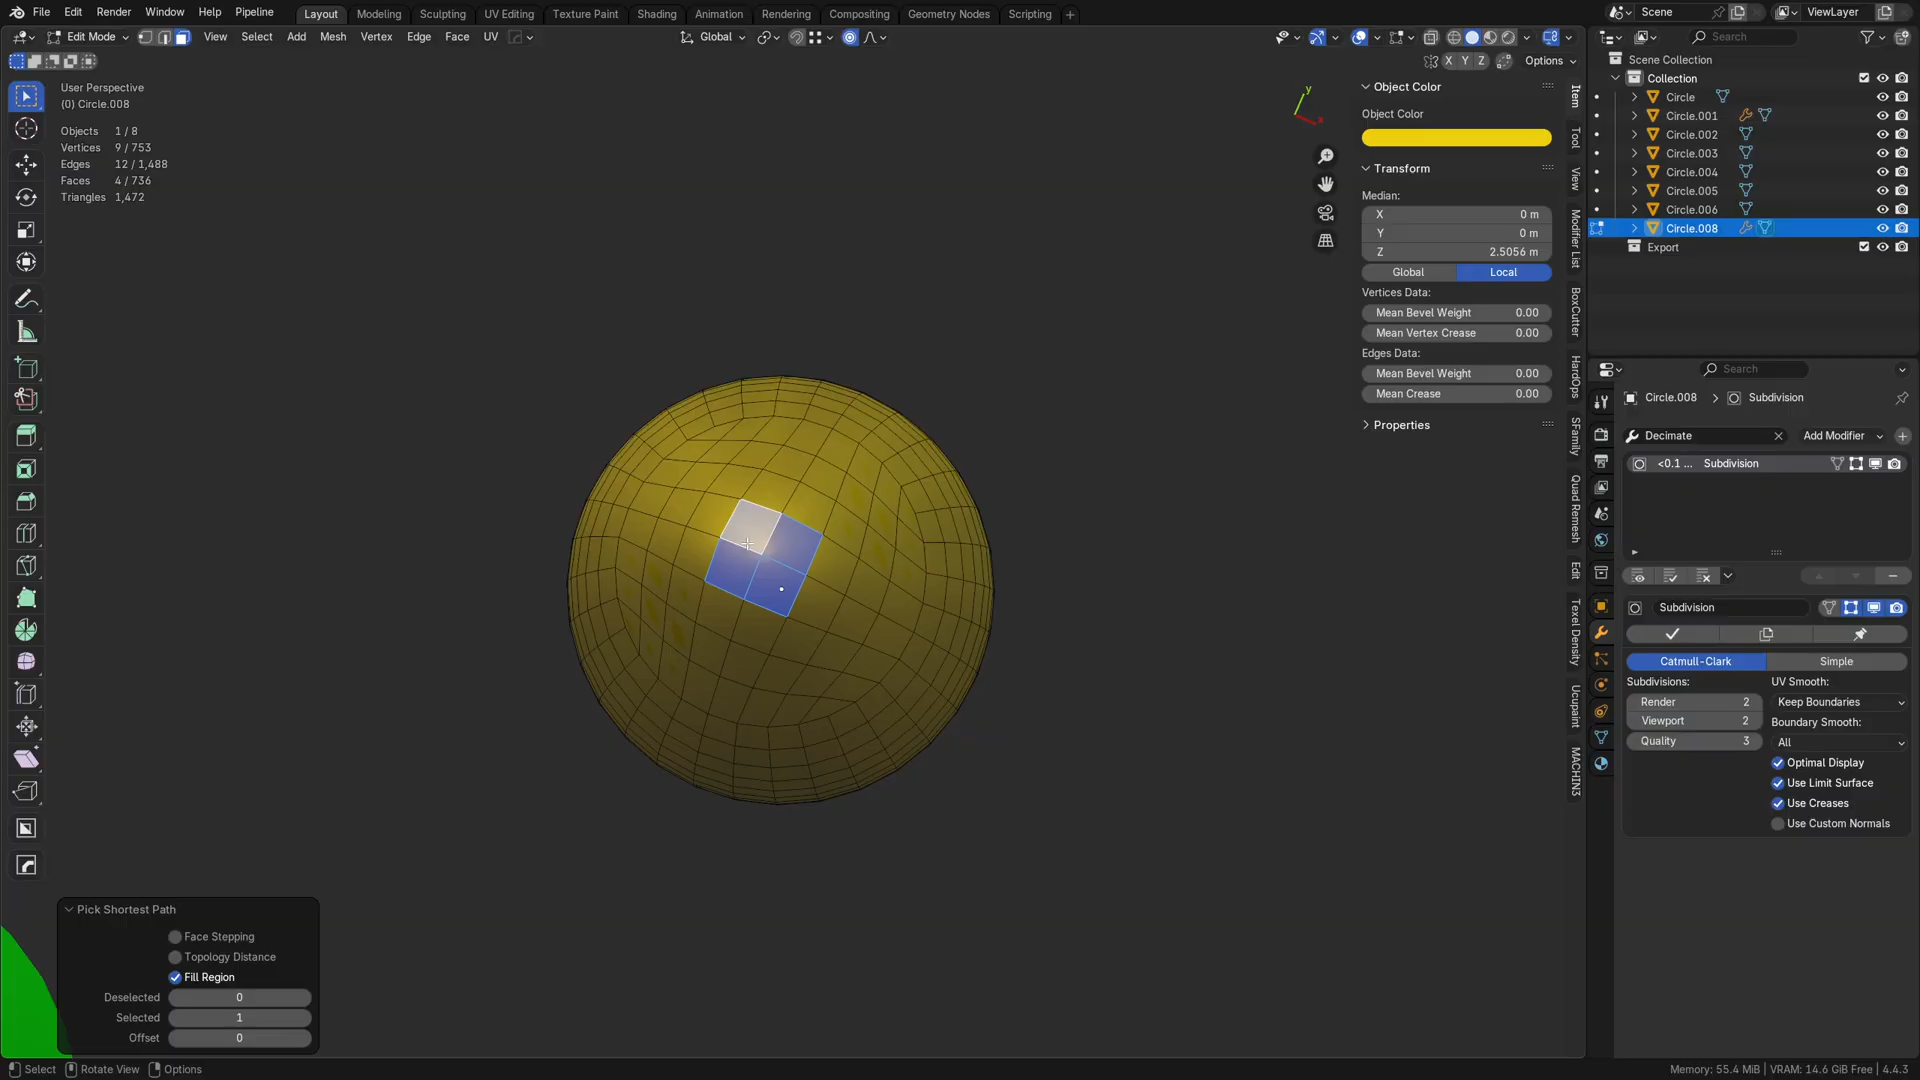 File Edit Render Window Help Pipeline Layout Modeling Sculpting UV Editing Texture Paint Shading Animation Rendering Compositing Geometry Nodes Scripting + Scene ViewLayer
Edit Mode View Select Add Mesh Vertex Edge Face UV Global Search
X Y Z Options
User Perspective
(0) Circle.008
Objects 1 / 8
Vertices 9 / 753
Edges 12 / 1,488
Faces 4 / 736
Triangles 1,472
y
x
Object Color
Object Color
Transform
Median:
X 0 m
Y 0 m
Z 2.5056 m
Global Local
Vertices Data:
Mean Bevel Weight 0.00
Mean Vertex Crease 0.00
Edges Data:
Mean Bevel Weight 0.00
Mean Crease 0.00
Properties
Item
Tool
View
Modifier List
BoxCutter
HardOps
SFamily
Quad Remesh
Edit
Texel Density
Ucupaint
MACHIN3
Scene Collection
Collection
Circle
Circle.001
Circle.002
Circle.003
Circle.004
Circle.005
Circle.006
Circle.008
Export
Search
Circle.008 > Subdivision
Decimate Add Modifier
<0.1 ... Subdivision
Subdivision
Catmull-Clark Simple
Subdivisions: UV Smooth:
Render 2 Keep Boundaries
Viewport 2 Boundary Smooth:
Quality 3 All
Optimal Display
Use Limit Surface
Use Creases
Use Custom Normals
Pick Shortest Path
Face Stepping
Topology Distance
Fill Region
Deselected 0
Selected 1
Offset 0
Select Rotate View Options Memory: 55.4 MiB | VRAM: 14.6 GiB Free | 4.4.3